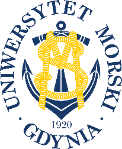 UNIWERSYTET MORSKI
· GDYNIA ·
1920